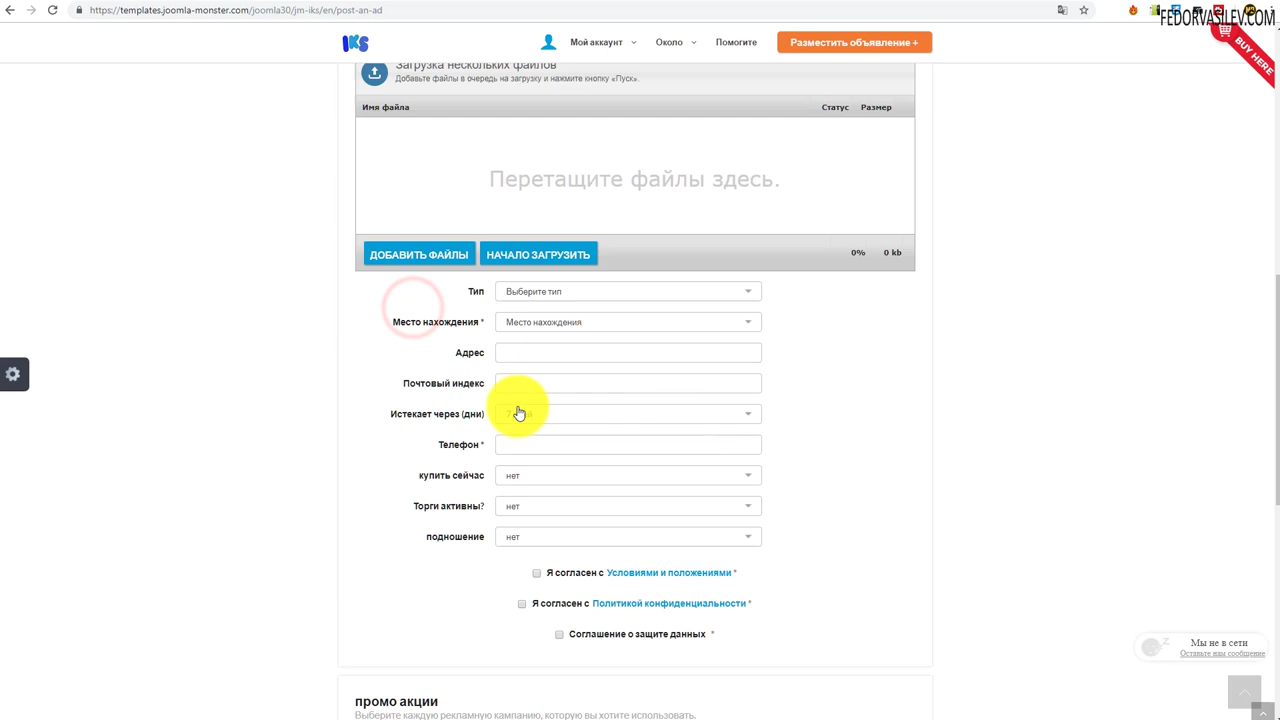 https://templates.joomla-monster.com/joomla30/jm-iks/en/post-an-ad
FEDORVASILEV.COM
IKS
Мой аккаунт
Около
Помогите
Разместить объявление +
BUY HERE
Загрузка нескольких файлов
Добавьте файлы в очередь на загрузку и нажмите кнопку «Пуск».
Имя файла Статус Размер
Перетащите файлы здесь.
ДОБАВИТЬ ФАЙЛЫ НАЧАЛО ЗАГРУЗИТЬ 0% 0 kb
Тип Выберите тип
Место нахождения * Место нахождения
Адрес
Почтовый индекс
Истекает через (дни)
Телефон *
купить сейчас нет
Торги активны? нет
подношение нет
Я согласен с Условиями и положениями *
Я согласен с Политикой конфиденциальности *
Соглашение о защите данных *
Мы не в сети
Оставьте нам сообщение
промо акции
Выберите каждую рекламную кампанию, которую вы хотите использовать.